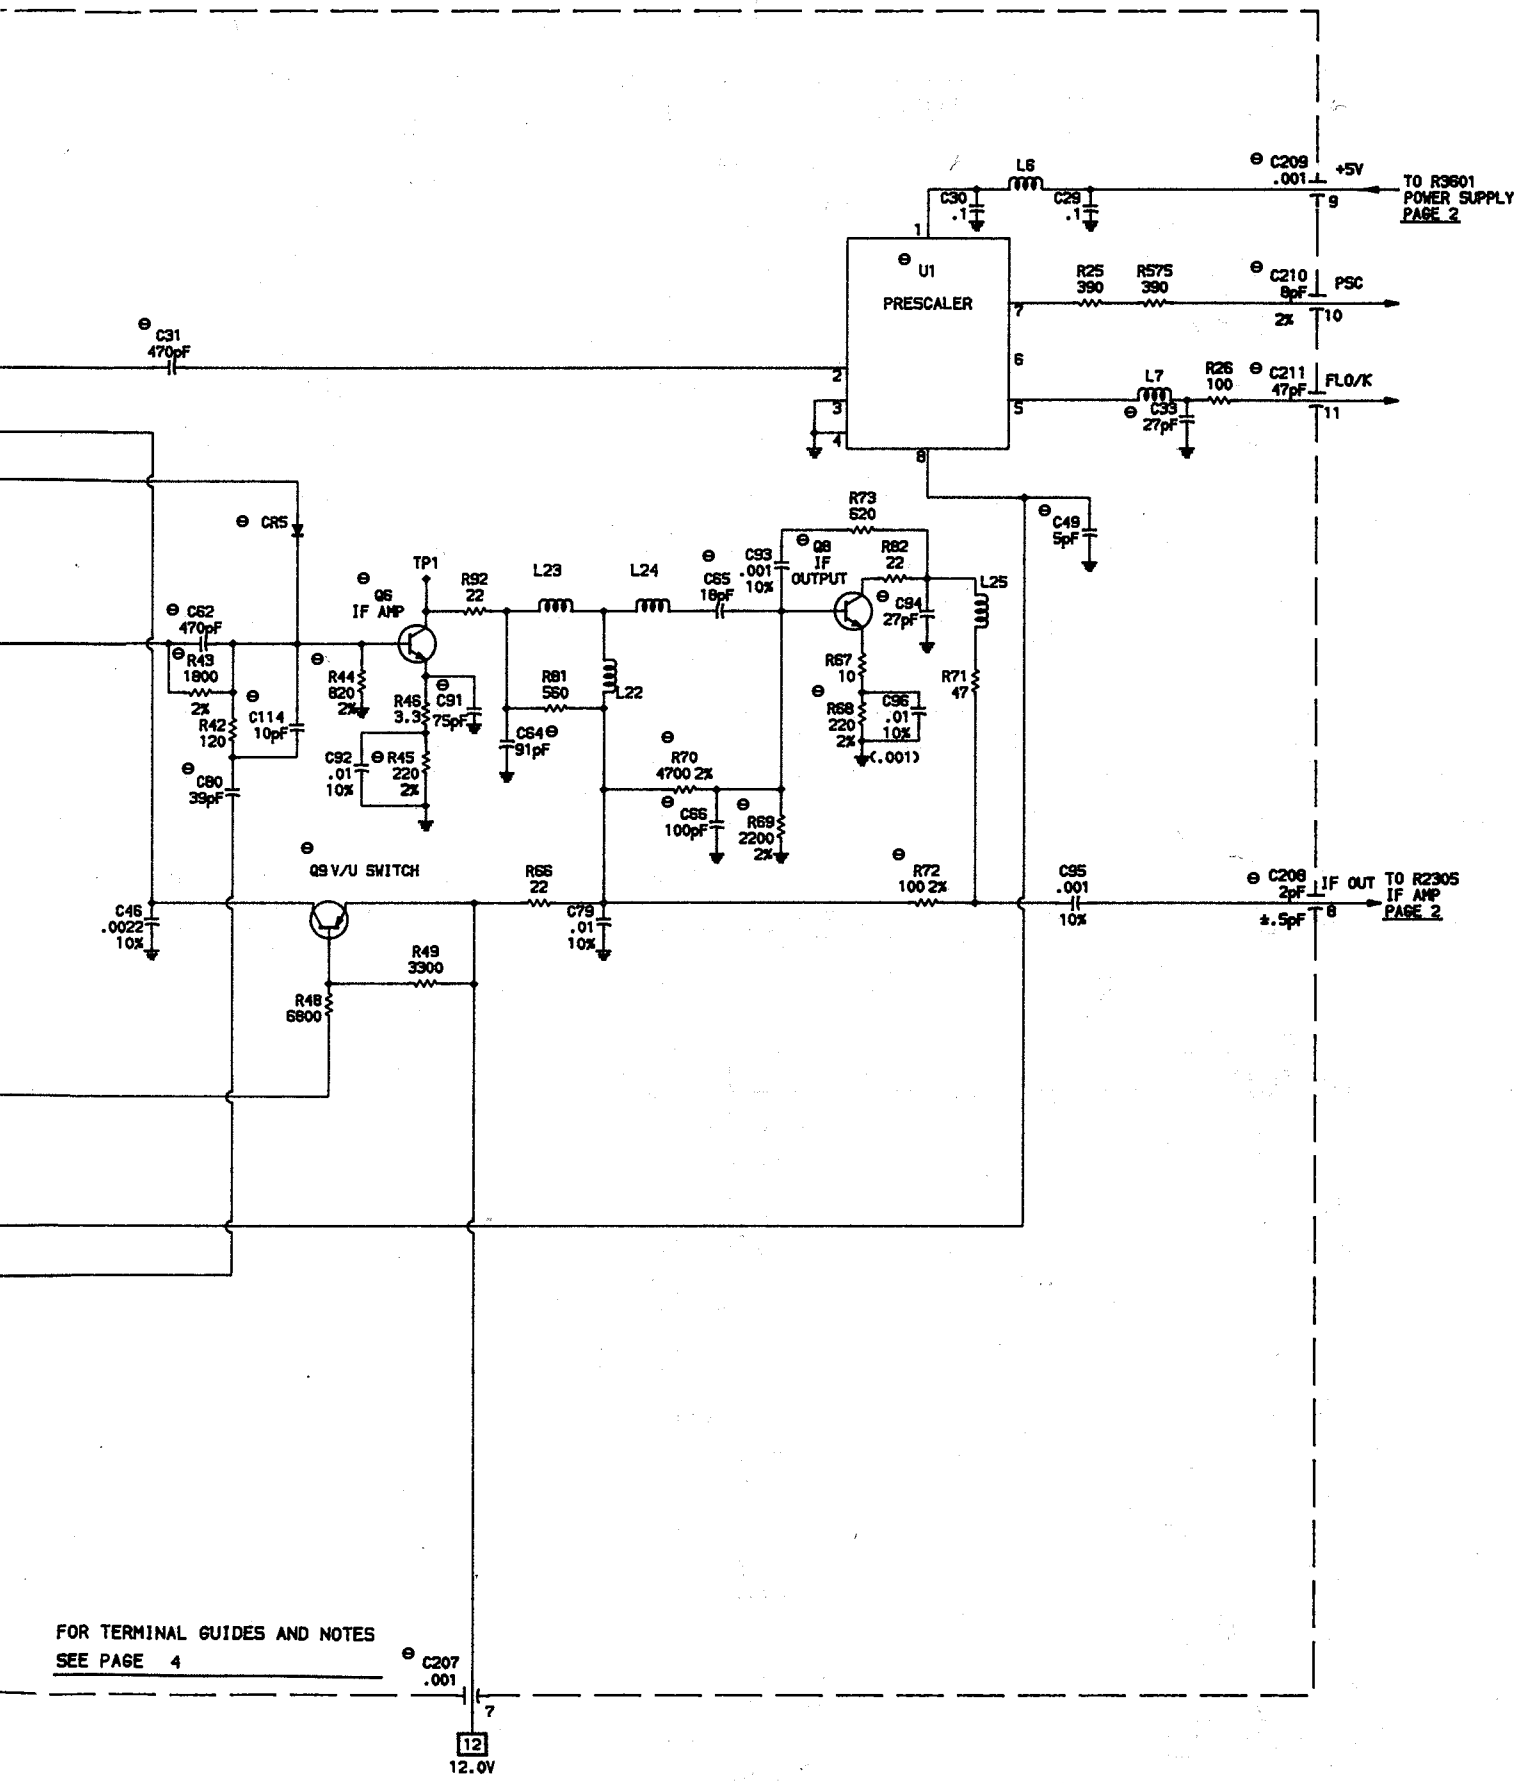 L6
C209
.001
+5V
C30
.1
C29
.1
9
TO R3601
POWER SUPPLY
PAGE 2
1
U1
PRESCALER
R25
390
R575
390
C210
8pF
2%
PSC
10
7
C31
470pF
2
3
4
6
5
8
L7
C33
27pF
R26
100
C211
47pF
FLO/K
11
CR5
R73
620
C49
5pF
TP1
Q6
IF AMP
R92
22
L23
L24
C65
18pF
C93
.001
10%
Q8
IF
OUTPUT
R82
22
L25
C94
27pF
C62
470pF
R43
1800
2%
R42
120
C114
10pF
R44
820
2%
R46
3.3
C91
75pF
R81
560
L22
R67
10
R71
47
R68
220
2%
C96
.01
10%
(.001)
C64
91pF
C80
39pF
C92
.01
10%
R45
220
2%
R70
4700 2%
C66
100pF
R69
2200
2%
Q9 V/U SWITCH
R66
22
R72
100 2%
C95
.001
10%
C208
2pF
±.5pF
IF OUT
8
TO R2305
IF AMP
PAGE 2
C46
.0022
10%
C79
.01
10%
R49
3300
R48
6800
FOR TERMINAL GUIDES AND NOTES
SEE PAGE 4
C207
.001
7
12
12.0V